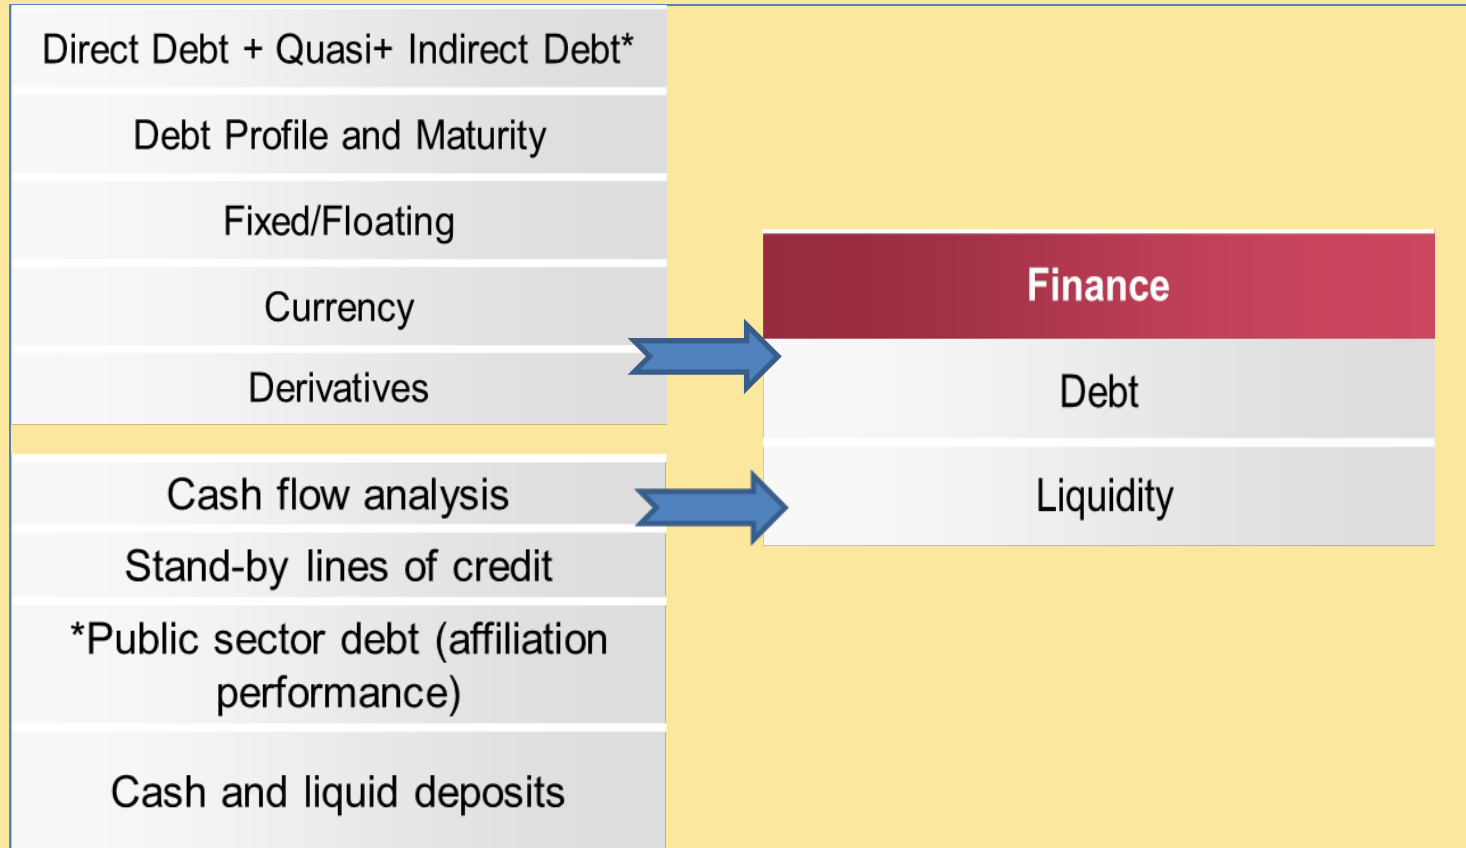 Direct Debt + Quasi+ Indirect Debt*
Debt Profile and Maturity
Fixed/Floating
Currency
Derivatives
Cash flow analysis
Stand-by lines of credit
*Public sector debt (affiliation
performance)
Cash and liquid deposits
Finance
Debt
Liquidity